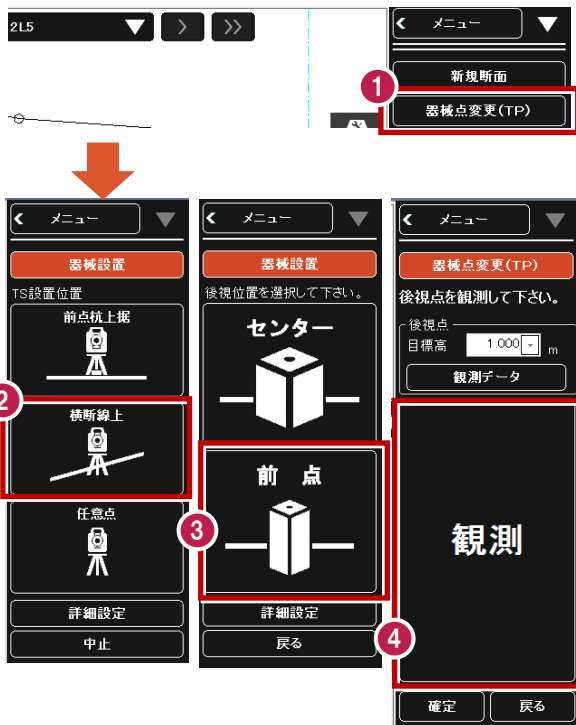 2L5
メニュー
1
新規断面
器械点変更(TP)
メニュー
器械設置
TS設置位置
前点杭上据
2
横断線上
任意点
詳細設定
中止
メニュー
器械設置
後視位置を選択して下さい。
センター
前 点
3
詳細設定
戻る
メニュー
器械点変更(TP)
後視点を観測して下さい。
後視点
目標高 1.000 m
観測データ
観測
4
確定 戻る